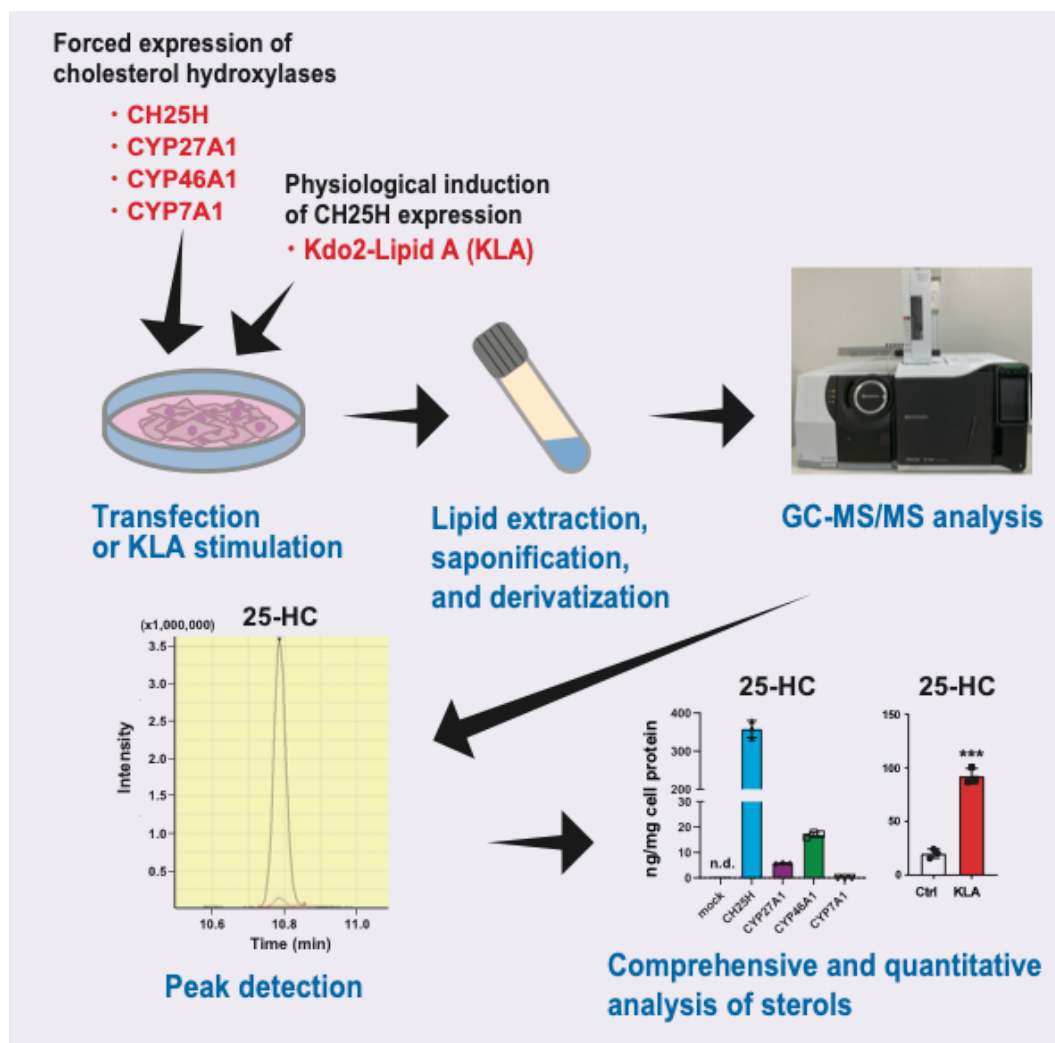 Forced expression of
cholesterol hydroxylases
・CH25H
・CYP27A1
・CYP46A1
・CYP7A1
Physiological induction
of CH25H expression
・Kdo2-Lipid A (KLA)
Transfection
or KLA stimulation
Lipid extraction,
saponification,
and derivatization
GC-MS/MS analysis
25-HC
(x1,000,000)
3.5
3.0
2.5
2.0
1.5
1.0
0.5
Intensity
10.6 10.8 11.0
Time (min)
Peak detection
25-HC
ng/mg cell protein
400
300
200
30
20
10
0
n.d.
mock CH25H CYP27A1 CYP46A1 CYP7A1
25-HC
150
100
50
0
***
Ctrl KLA
Comprehensive and quantitative
analysis of sterols